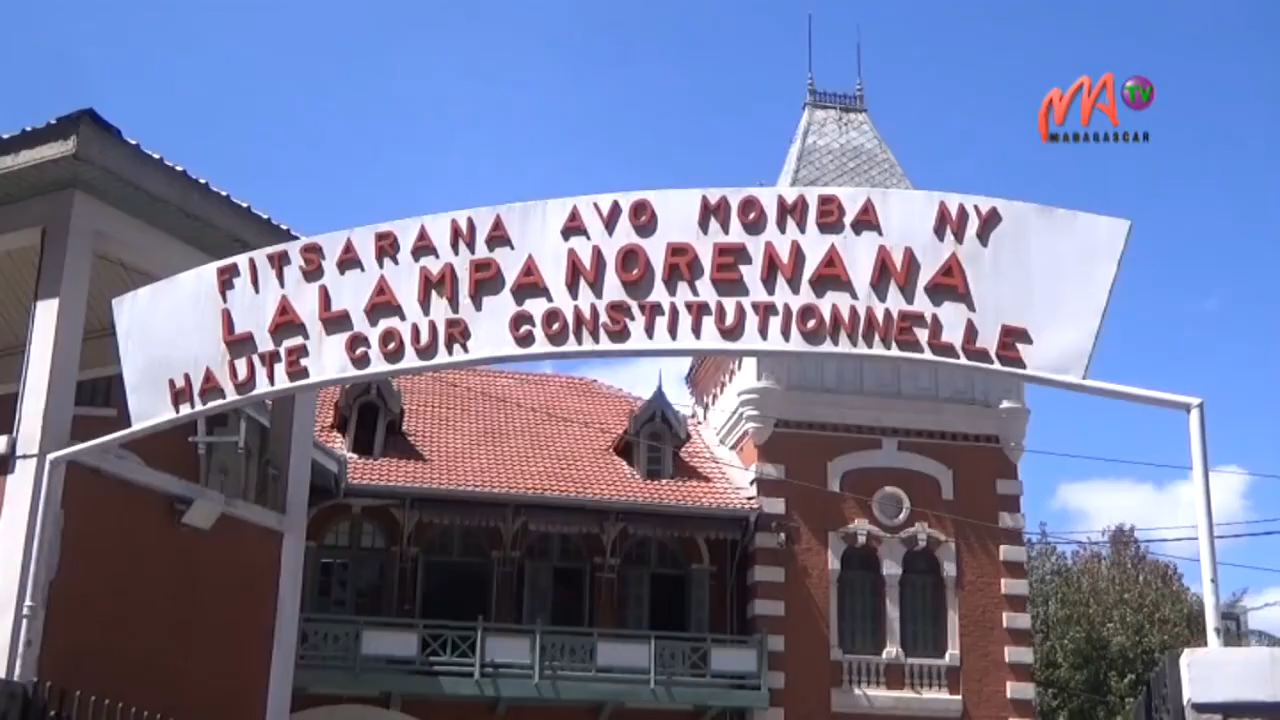 FITSARANA AVO MOMBA NY
LALAMPANORENANA
HAUTE COUR CONSTITUTIONNELLE
MA TV
MADAGASCAR